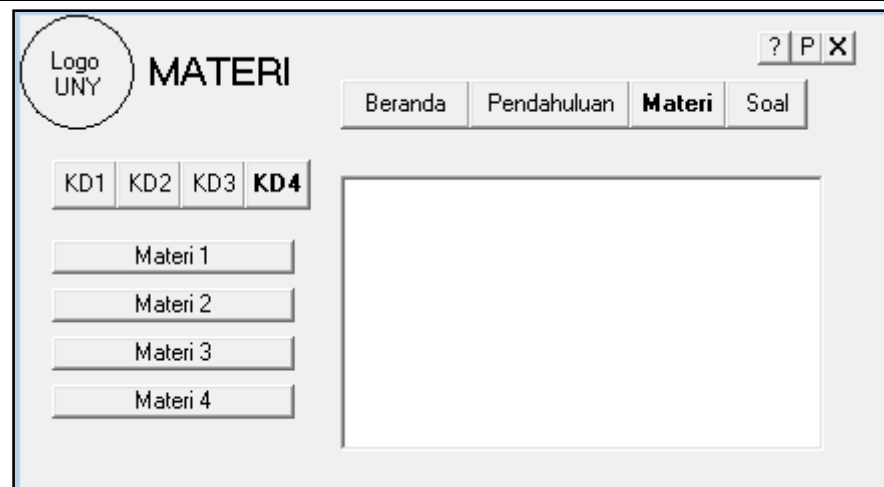 Logo
UNY
MATERI
? P X
Beranda Pendahuluan Materi Soal
KD1 KD2 KD3 KD4
Materi 1
Materi 2
Materi 3
Materi 4